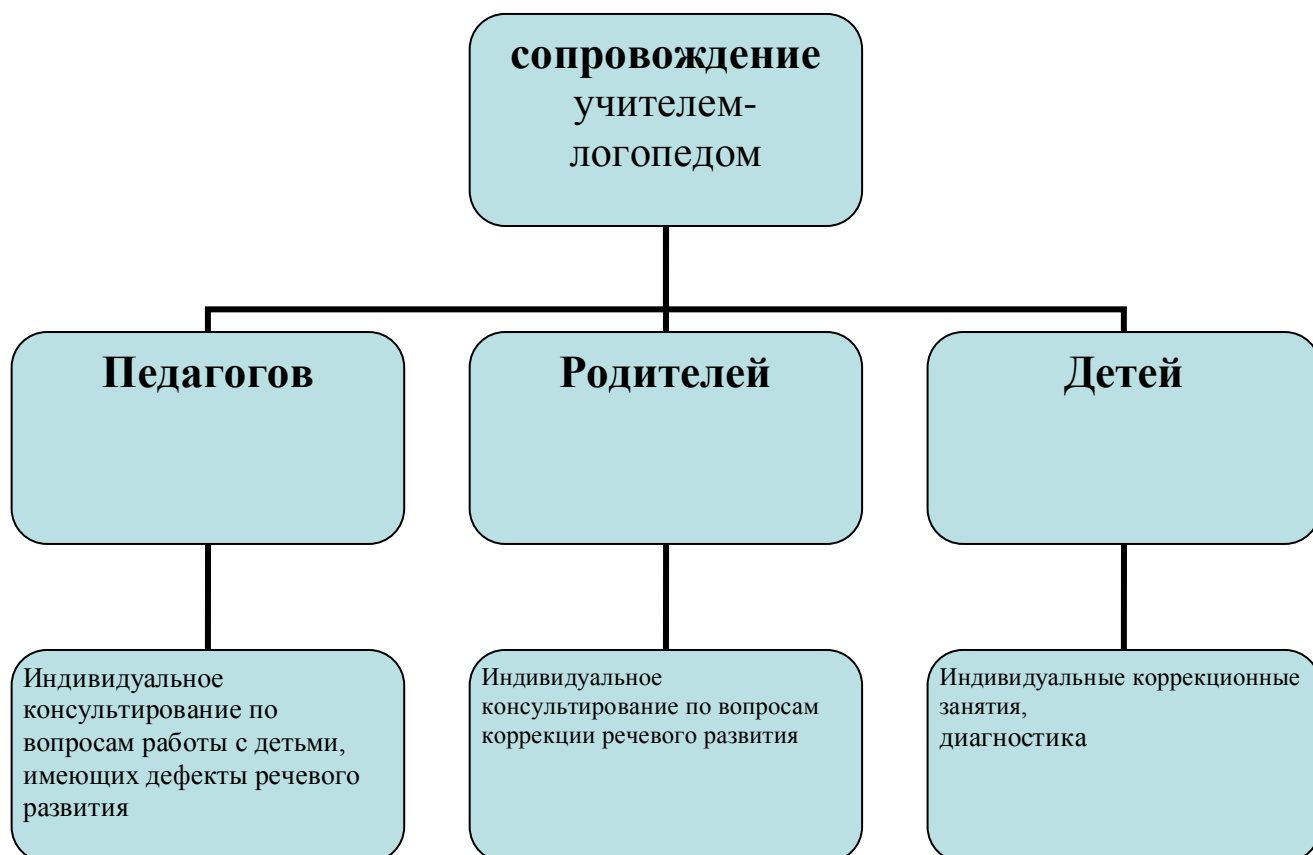 сопровождение
учителем-
логопедом
Педагогов
Родителей
Детей
Индивидуальное
консультирование по
вопросам работы с детьми,
имеющих дефекты речевого
развития
Индивидуальное
консультирование по вопросам
коррекции речевого развития
Индивидуальные коррекционные
занятия,
диагностика